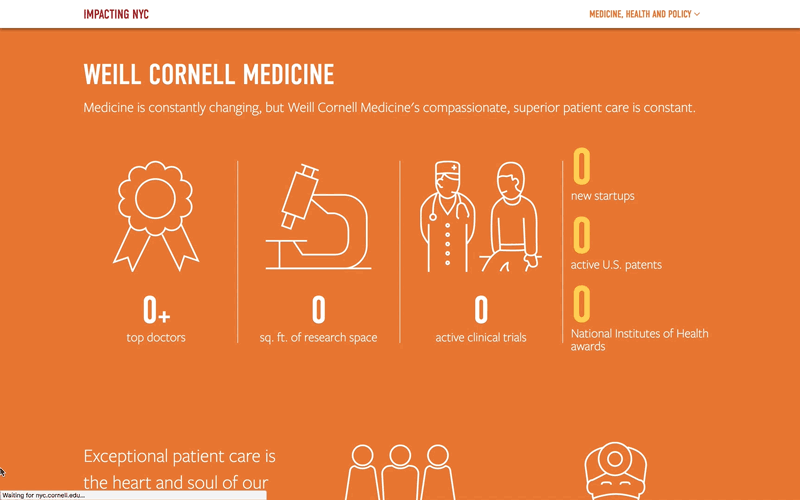 IMPACTING NYC
MEDICINE, HEALTH AND POLICY
WEILL CORNELL MEDICINE
Medicine is constantly changing, but Weill Cornell Medicine's compassionate, superior patient care is constant.
0+
top doctors
0
sq. ft. of research space
0
active clinical trials
0
new startups
0
active U.S. patents
0
National Institutes of Health
awards
Exceptional patient care is
the heart and soul of our
Waiting for nyc.cornell.edu...